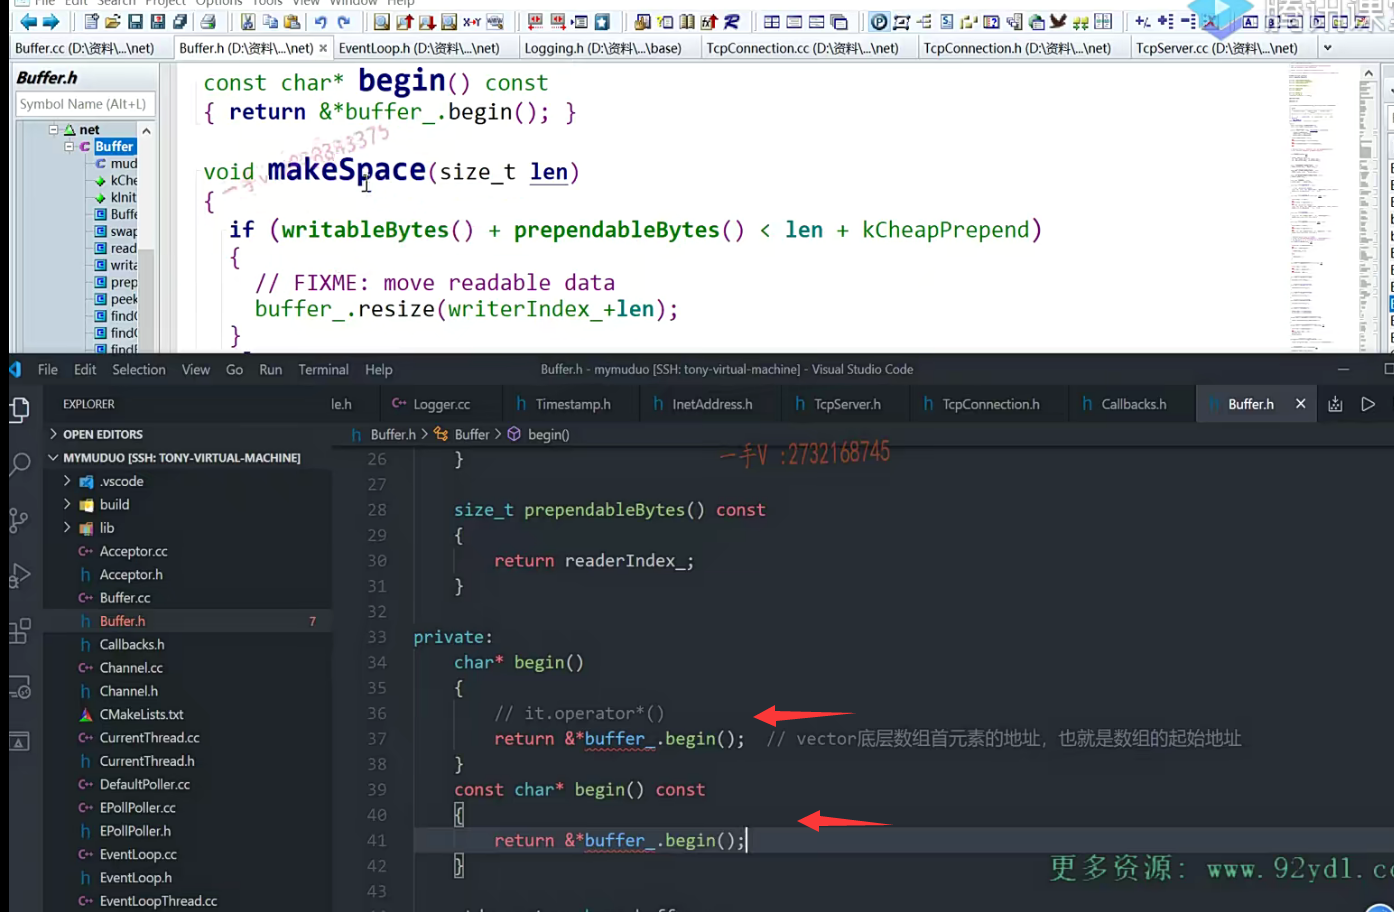 File Edit Search Project Options Tools View Window Help
腾讯课堂
Buffer.cc (D:\资料\...\net) Buffer.h (D:\资料\...\net) × EventLoop.h (D:\资料\...\net) Logging.h (D:\资料\...\base) TcpConnection.cc (D:\资料\...\net) TcpConnection.h (D:\资料\...\net) TcpServer.cc (D:\资料\...\net)
Buffer.h
Symbol Name (Alt+L)
net
Buffer
mud
kChe
kInit
Buffe
swap
read
writa
prep
peek
find(
find(
findE
const char* begin() const
{ return &*buffer_.begin(); }
void makeSpace(size_t len)
{
if (writableBytes() + prependableBytes() < len + kCheapPrepend)
{
// FIXME: move readable data
buffer_.resize(writerIndex_+len);
}
File Edit Selection View Go Run Terminal Help
Buffer.h - mymuduo [SSH: tony-virtual-machine] - Visual Studio Code
EXPLORER
le.h Logger.cc Timestamp.h InetAddress.h TcpServer.h TcpConnection.h Callbacks.h Buffer.h
OPEN EDITORS
Buffer.h > Buffer > begin()
MYMUDUO [SSH: TONY-VIRTUAL-MACHINE]
.vscode
build
lib
Acceptor.cc
Acceptor.h
Buffer.cc
Buffer.h 7
Callbacks.h
Channel.cc
Channel.h
CMakeLists.txt
CurrentThread.cc
CurrentThread.h
DefaultPoller.cc
EPollPoller.cc
EPollPoller.h
EventLoop.cc
EventLoop.h
EventLoopThread.cc
一手V :2732168745
26 }
27
28 size_t prependableBytes() const
29 {
30 return readerIndex_;
31 }
32
33 private:
34 char* begin()
35 {
36 // it.operator*()
37 return &*buffer_.begin(); // vector底层数组首元素的地址，也就是数组的起始地址
38 }
39 const char* begin() const
40 {
41 return &*buffer_.begin();
42 }
43
更多资源: www.92ydl.co